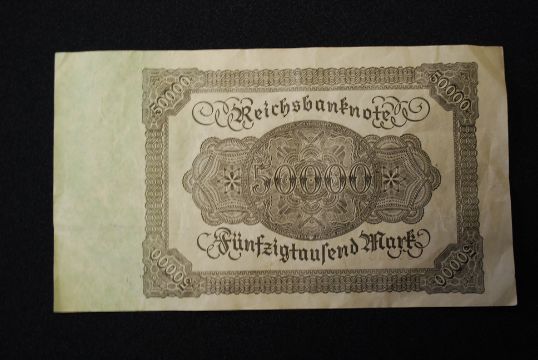 50000 50000
Reichsbanknote
50000
Fünfzigtausend Mark
50000 50000